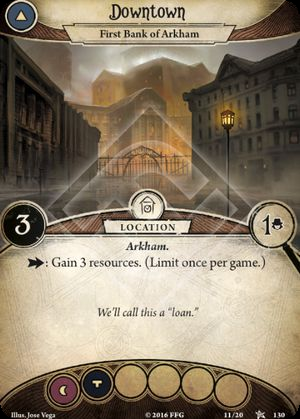 Downtown
First Bank of Arkham
3
1
LOCATION
Arkham.
: Gain 3 resources. (Limit once per game.)
We'll call this a “loan.”
Illus. Jose Vega
© 2016 FFG
11/20
130